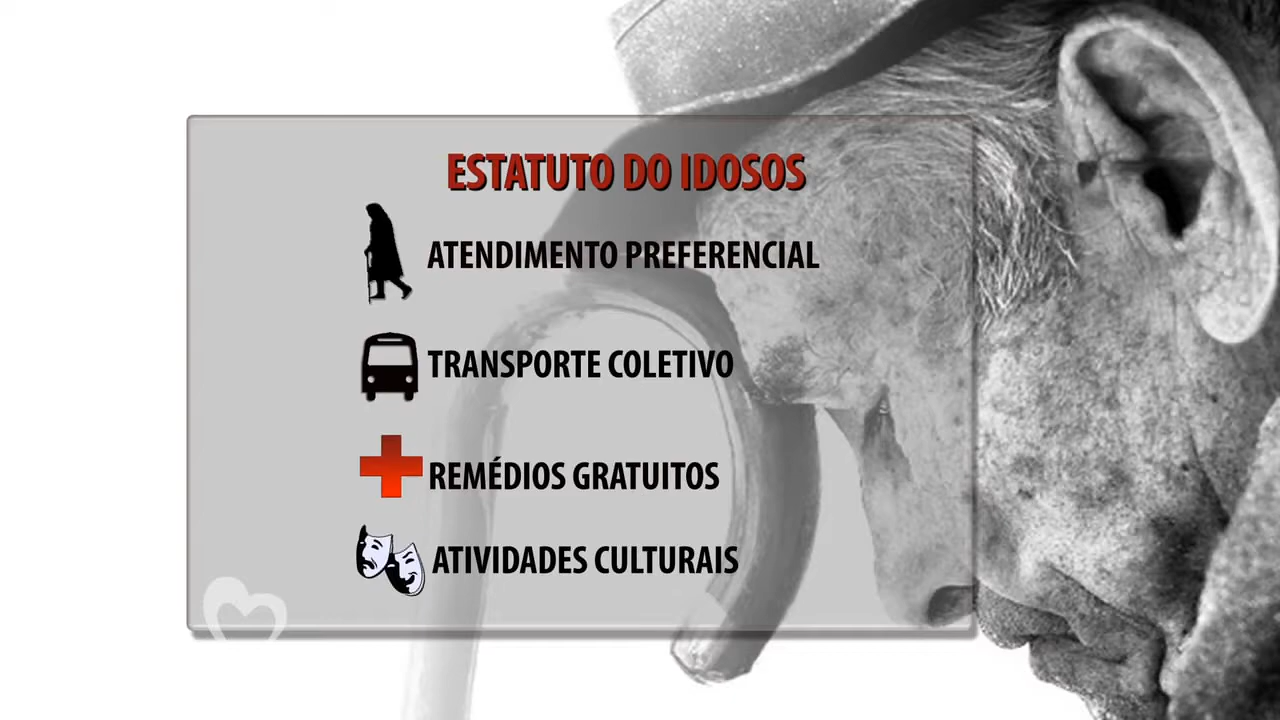 ESTATUTO DO IDOSOS
ATENDIMENTO PREFERENCIAL
TRANSPORTE COLETIVO
REMÉDIOS GRATUITOS
ATIVIDADES CULTURAIS